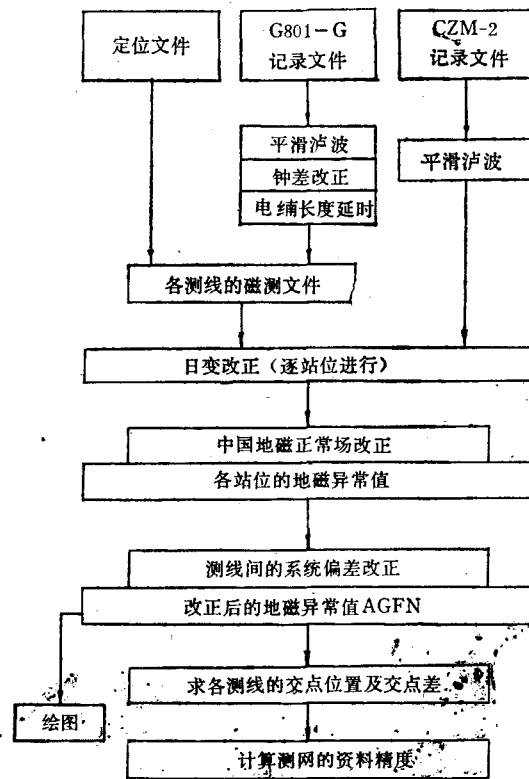 定位文件
G801-G
记录文件
CZM-2
记录文件
平滑泸波
钟差改正
电缆长度延时
平滑泸波
各测线的磁测文件
日变改正（逐站位进行）
中国地磁正常场改正
各站位的地磁异常值
测线间的系统偏差改正
改正后的地磁异常值AGFN
求各测线的交点位置及交点差
绘图
计算测网的资料精度